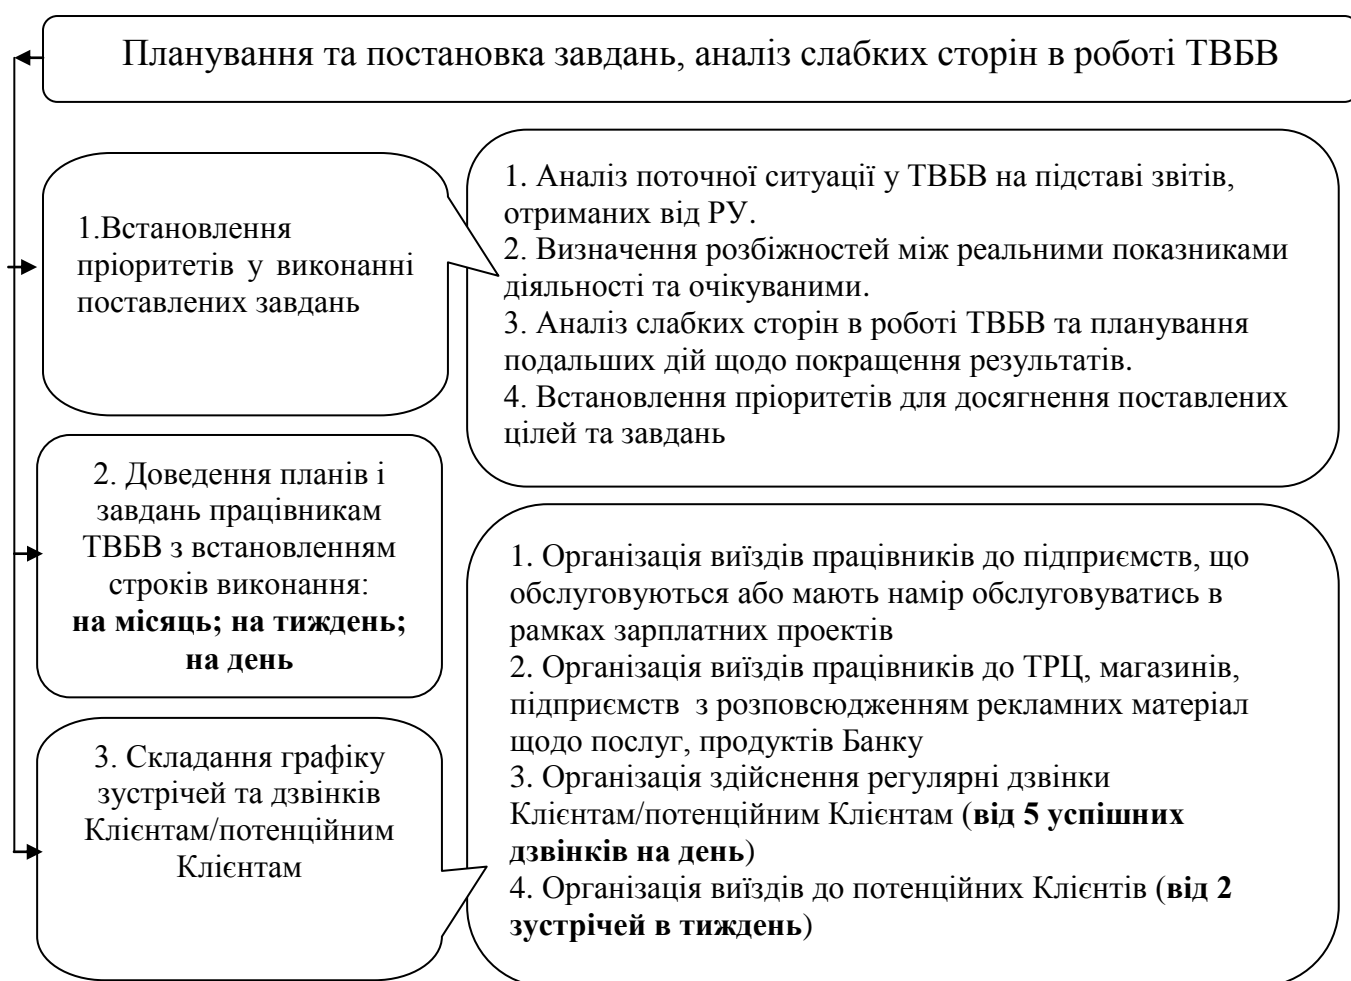 Планування та постановка завдань, аналіз слабких сторін в роботі ТВБВ
1.Встановлення
пріоритетів у виконанні
поставлених завдань
1. Аналіз поточної ситуації у ТВБВ на підставі звітів,
отриманих від РУ.
2. Визначення розбіжностей між реальними показниками
діяльності та очікуваними.
3. Аналіз слабких сторін в роботі ТВБВ та планування
подальших дій щодо покращення результатів.
4. Встановлення пріоритетів для досягнення поставлених
цілей та завдань
2. Доведення планів і
завдань працівникам
ТВБВ з встановленням
строків виконання:
на місяць; на тиждень;
на день
3. Складання графіку
зустрічей та дзвінків
Клієнтам/потенційним
Клієнтам
1. Організація виїздів працівників до підприємств, що
обслуговуються або мають намір обслуговуватись в
рамках зарплатних проектів
2. Організація виїздів працівників до ТРЦ, магазинів,
підприємств з розповсюдженням рекламних матеріал
щодо послуг, продуктів Банку
3. Організація здійснення регулярні дзвінки
Клієнтам/потенційним Клієнтам (від 5 успішних
дзвінків на день)
4. Організація виїздів до потенційних Клієнтів (від 2
зустрічей в тиждень)